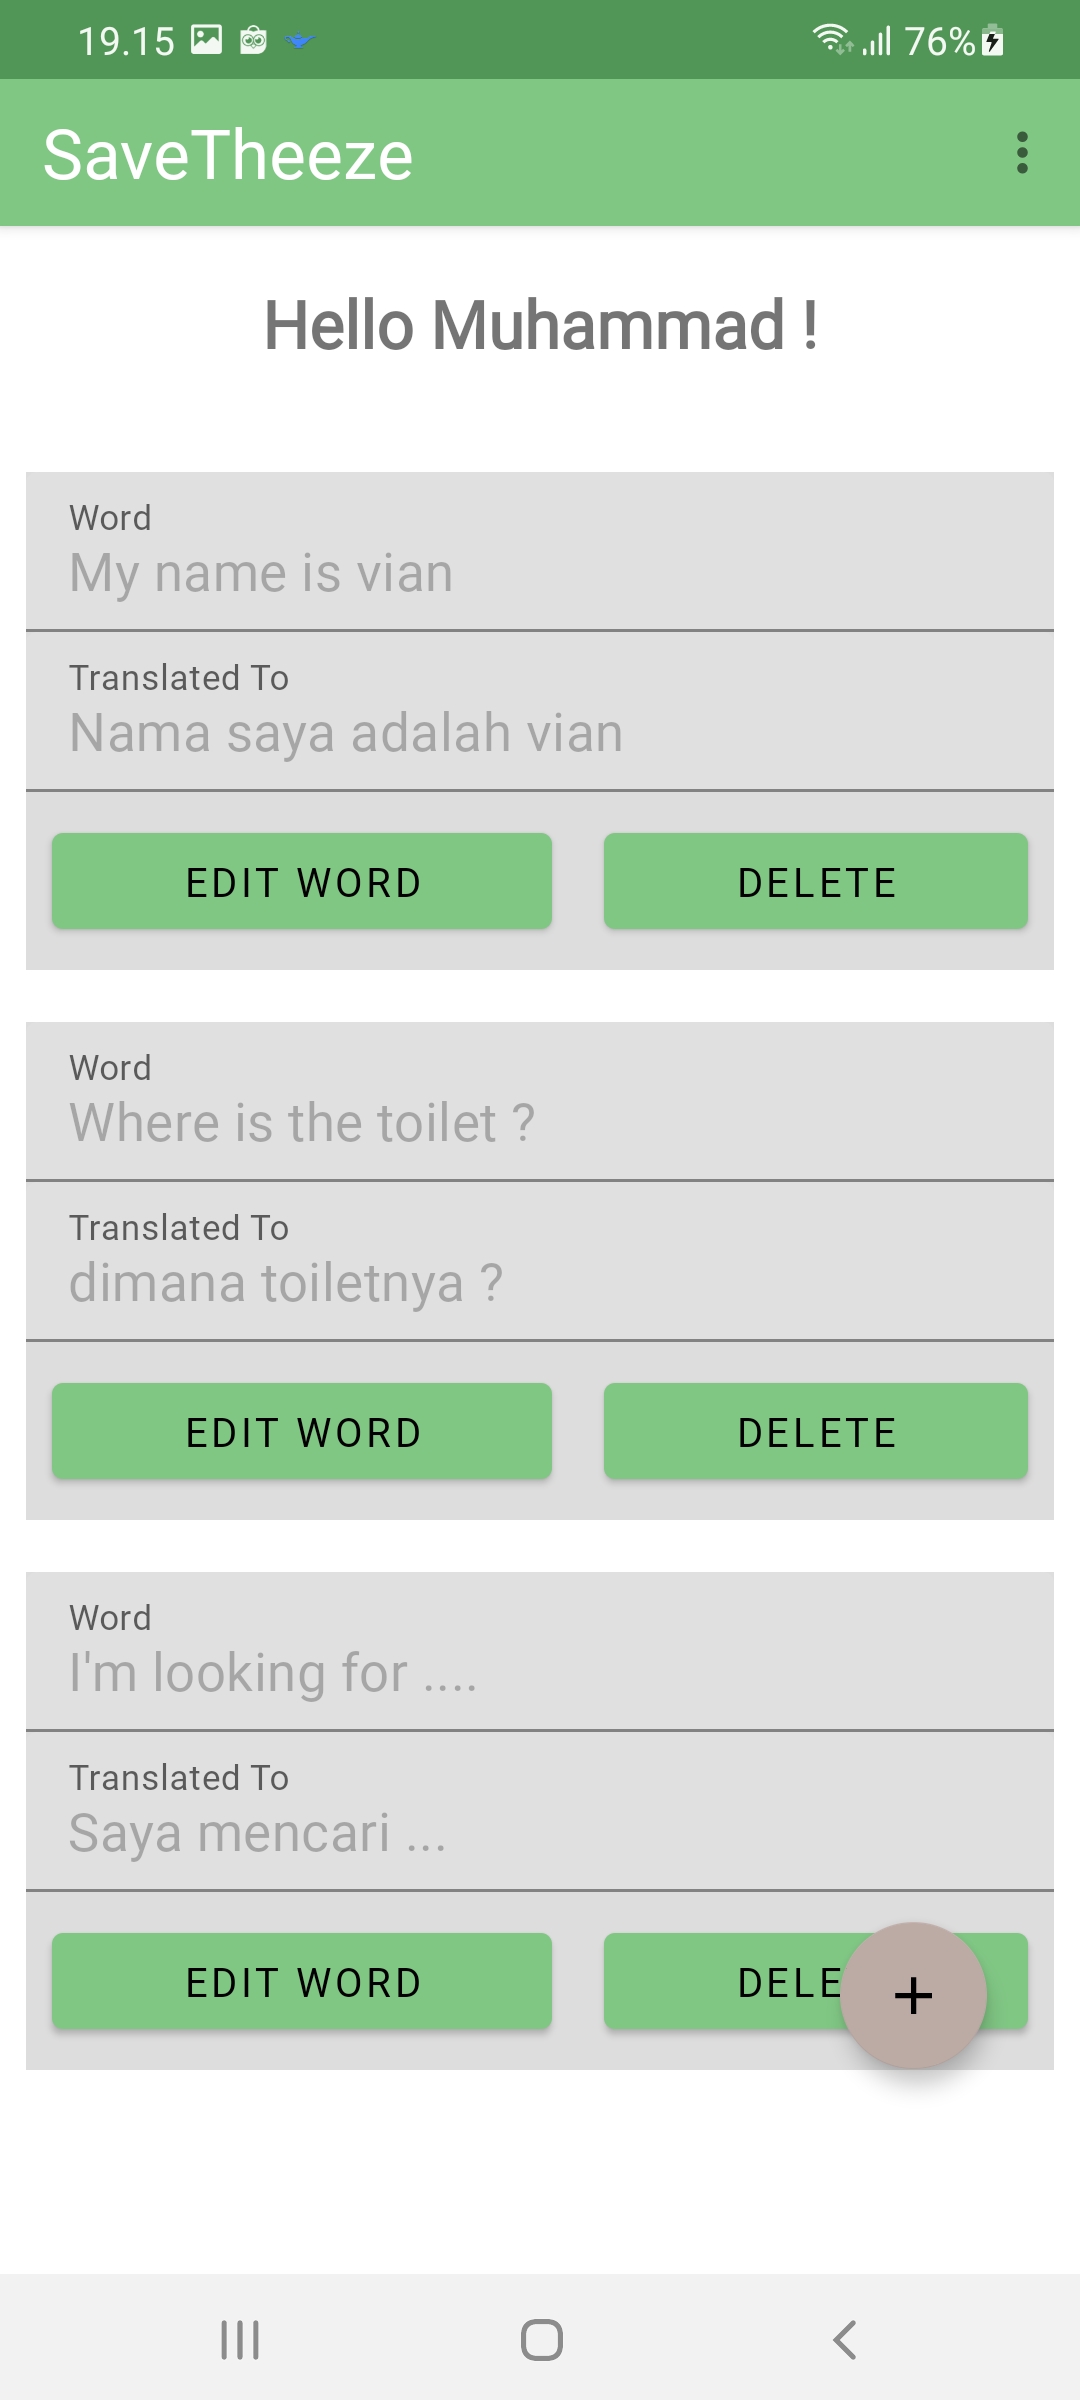 19.15 76%
SaveTheeze
Hello Muhammad !
Word
My name is vian
Translated To
Nama saya adalah vian
EDIT WORD DELETE
Word
Where is the toilet ?
Translated To
dimana toiletnya ?
EDIT WORD DELETE
Word
I'm looking for ....
Translated To
Saya mencari ...
EDIT WORD DELE
+